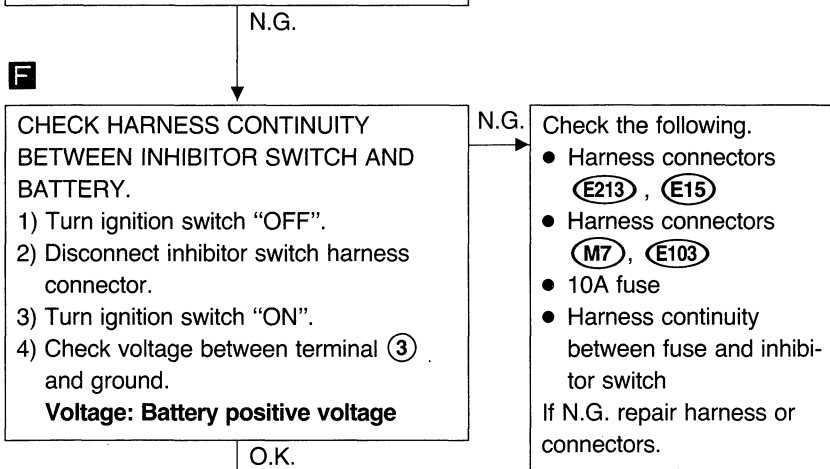 N.G.
F
CHECK HARNESS CONTINUITY
BETWEEN INHIBITOR SWITCH AND
BATTERY.
1) Turn ignition switch “OFF”.
2) Disconnect inhibitor switch harness
connector.
3) Turn ignition switch “ON”.
4) Check voltage between terminal ③
and ground.
Voltage: Battery positive voltage
O.K.
N.G.
Check the following.
● Harness connectors
E213 , E15
● Harness connectors
M7, E103
● 10A fuse
● Harness continuity
between fuse and inhibi-
tor switch
If N.G. repair harness or
connectors.